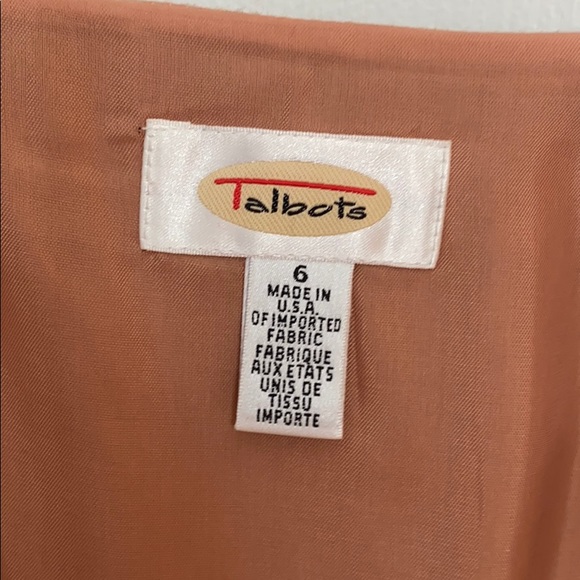 Talbots
6
MADE IN
U.S.A.
OF IMPORTED
FABRIC
FABRIQUE
AUX ETATS
UNIS DE
TISSU
IMPORTE